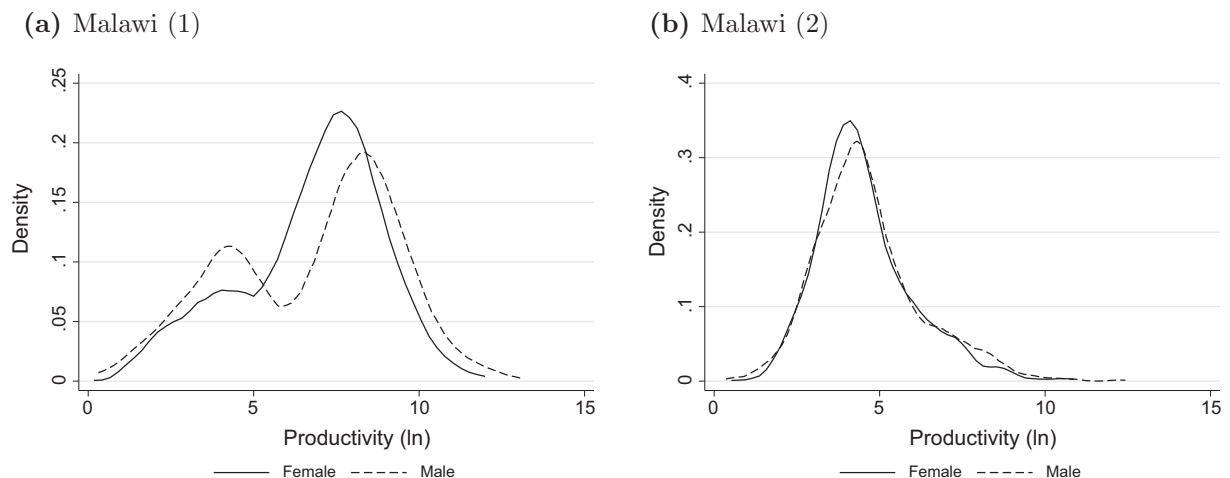 (a) Malawi (1)
.25
.2
.15
.1
.05
0
Density
0 5 10 15
Productivity (ln)
Female Male
(b) Malawi (2)
.4
.3
.2
.1
0
Density
0 5 10 15
Productivity (ln)
Female Male